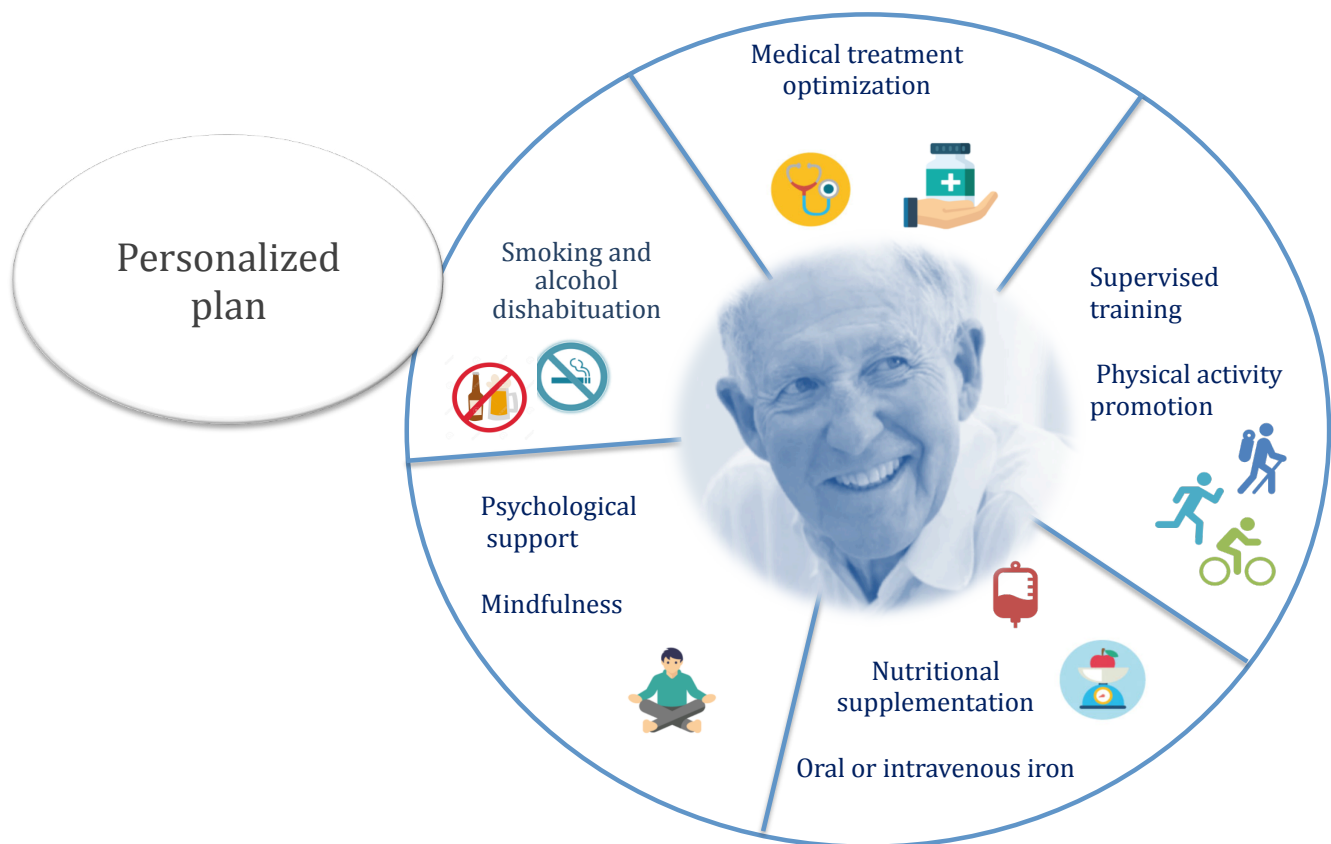 Personalized
plan
Medical treatment
optimization
Supervised
training
Physical activity
promotion
Nutritional
supplementation
Oral or intravenous iron
Psychological
support
Mindfulness
Smoking and
alcohol
dishabituation